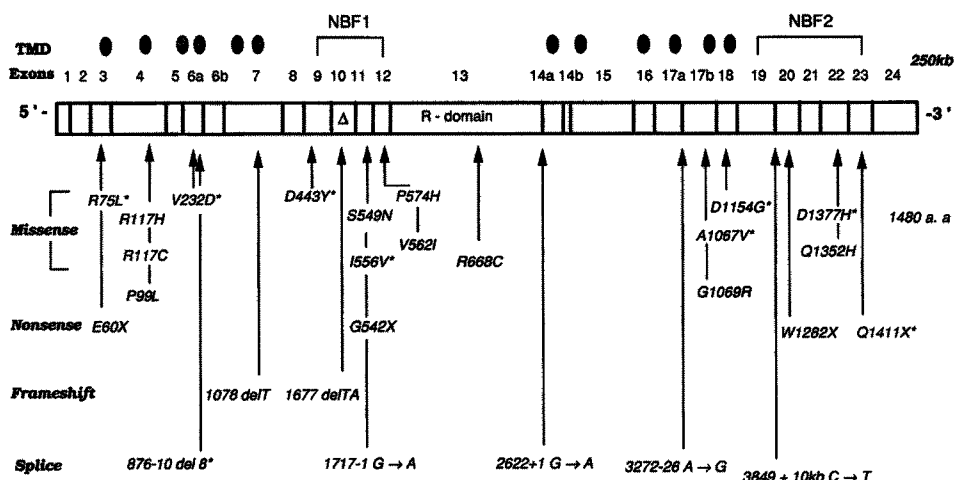 NBF1 NBF2
TMD
250kb
Exons 1 2 3 4 5 6a 6b 7 8 9 10 11 12 13 14a 14b 15 16 17a 17b 18 19 20 21 22 23 24
5'- Δ R - domain -3'
R75L* V232D* D443Y* P574H
R117H S549N D1154G* D1377H* 1480 a. a
Missense A1067V*
R117C I556V* V562I R668C Q1352H
P99L G1069R
Nonsense E60X G542X W1282X Q1411X*
Frameshift 1078 delT 1677 delTA
Splice 876-10 del 8* 1717-1 G → A 2622+1 G → A 3272-26 A → G 3849 + 10kb C → T